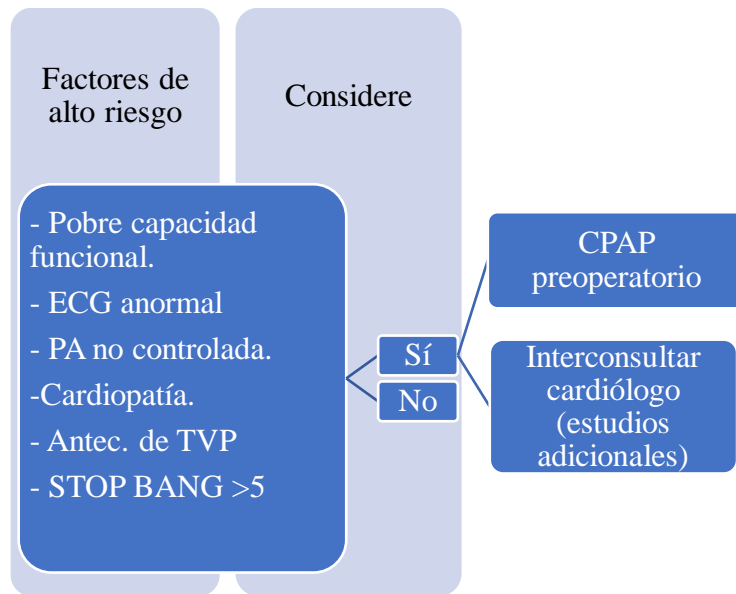 Factores de
alto riesgo
Considere
- Pobre capacidad
funcional.
- ECG anormal
- PA no controlada.
-Cardiopatía.
- Antec. de TVP
- STOP BANG >5
Sí
No
CPAP
preoperatorio
Interconsultar
cardiólogo
(estudios
adicionales)